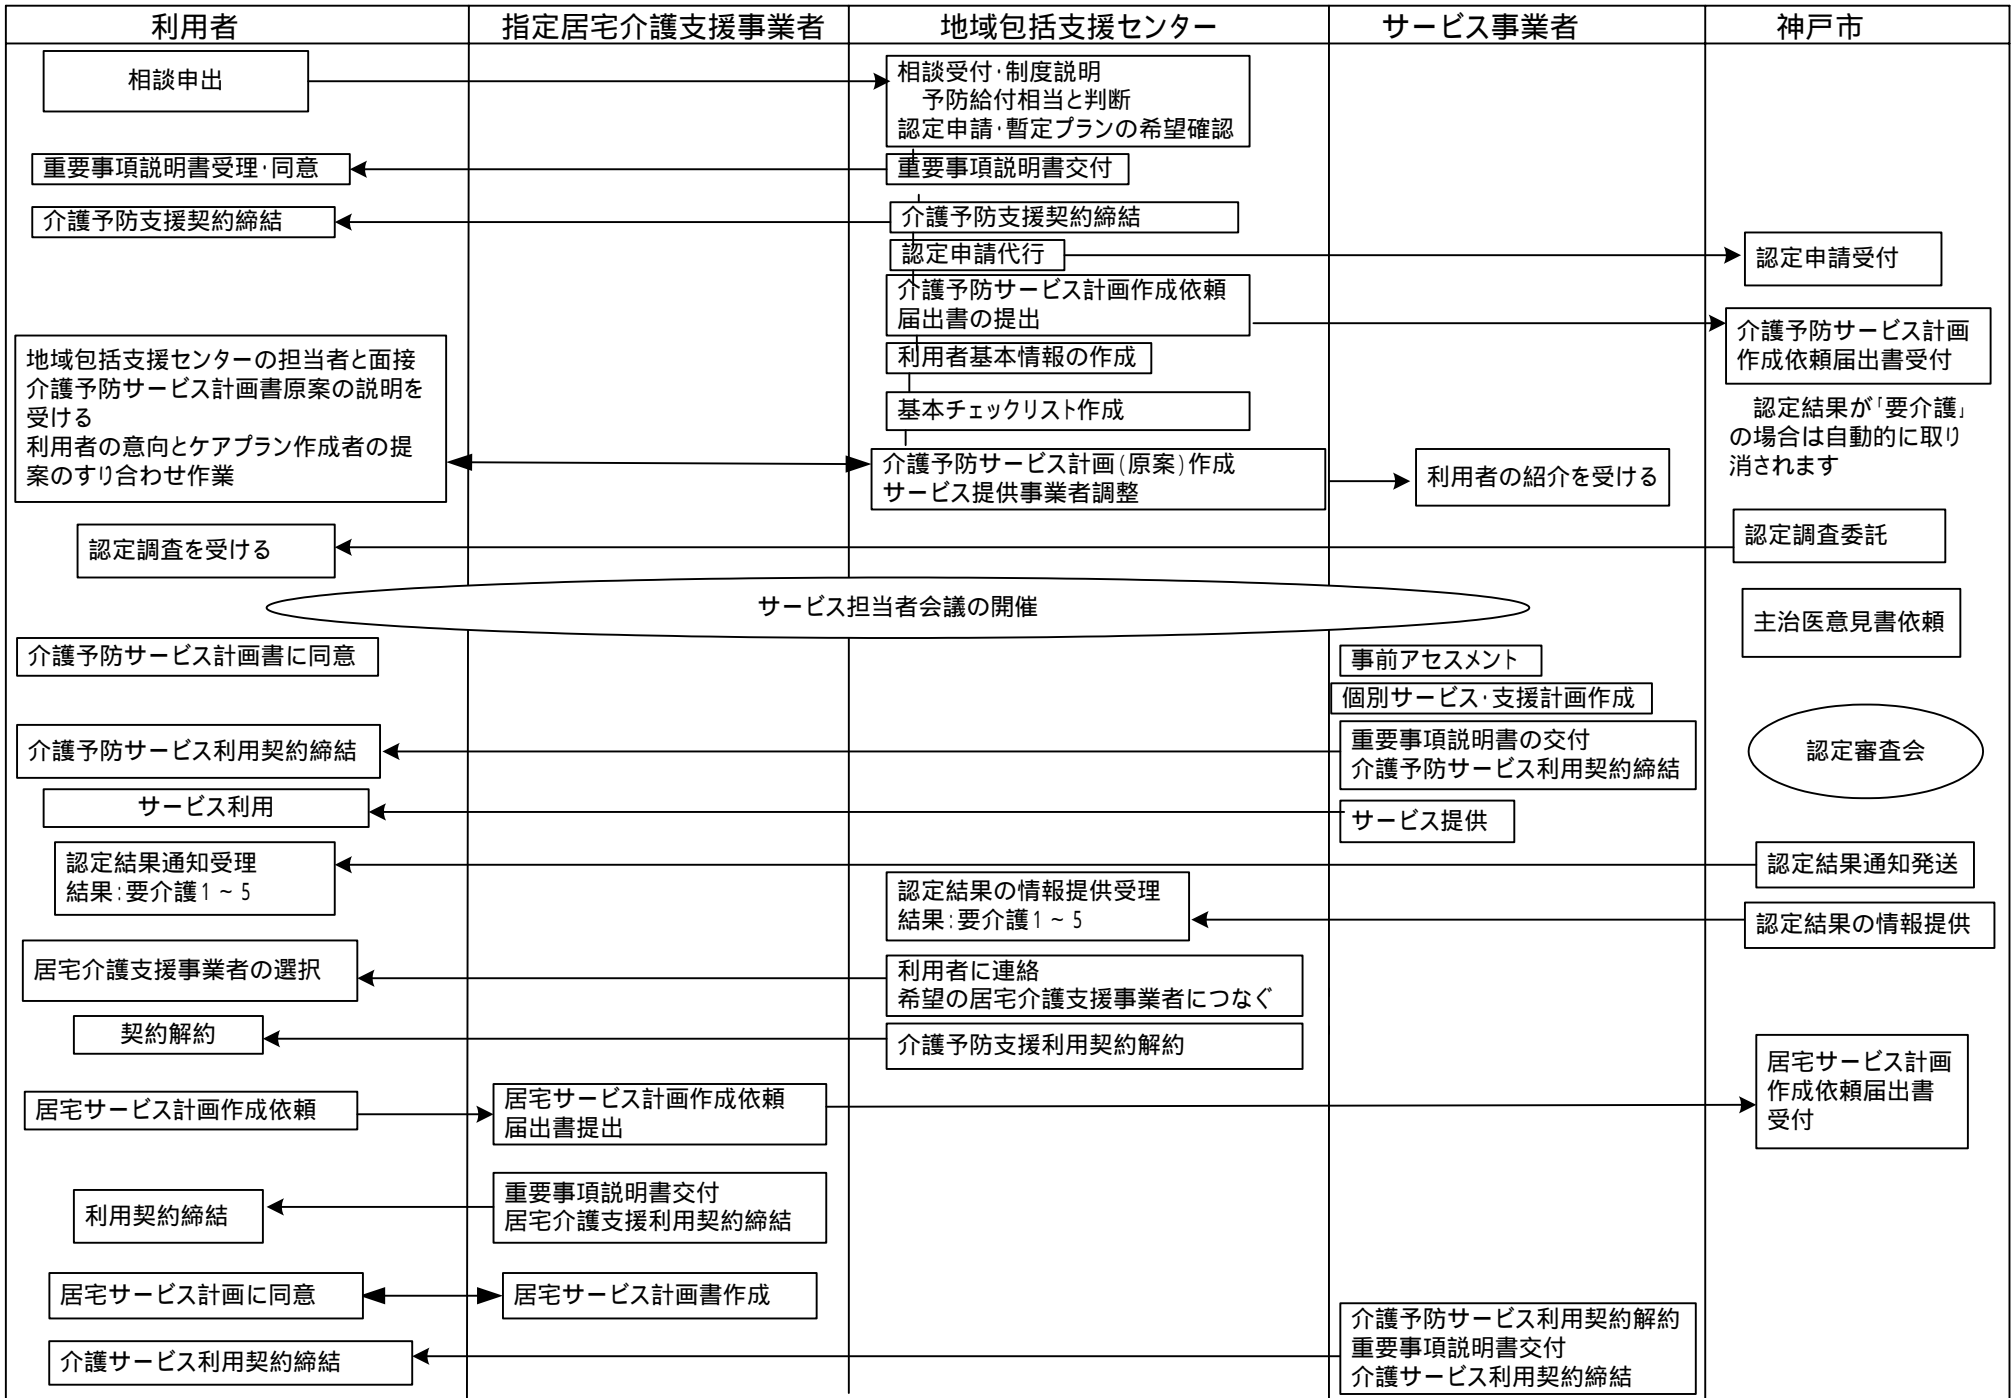 利用者
指定居宅介護支援事業者
地域包括支援センター
サービス事業者
神戸市
相談申出
相談受付・制度説明
予防給付相当と判断
認定申請・暫定プランの希望確認
重要事項説明書受理・同意
重要事項説明書交付
介護予防支援契約締結
介護予防支援契約締結
認定申請代行
認定申請受付
介護予防サービス計画作成依頼
届出書の提出
介護予防サービス計画
作成依頼届出書受付
利用者基本情報の作成
地域包括支援センターの担当者と面接
介護予防サービス計画書原案の説明を
受ける
利用者の意向とケアプラン作成者の提
案のすり合わせ作業
基本チェックリスト作成
認定結果が「要介護」
の場合は自動的に取り
消されます
介護予防サービス計画(原案)作成
サービス提供事業者調整
利用者の紹介を受ける
認定調査を受ける
認定調査委託
サービス担当者会議の開催
主治医意見書依頼
介護予防サービス計画書に同意
事前アセスメント
個別サービス・支援計画作成
介護予防サービス利用契約締結
重要事項説明書の交付
介護予防サービス利用契約締結
認定審査会
サービス利用
サービス提供
認定結果通知受理
結果:要介護1~5
認定結果通知発送
認定結果の情報提供受理
結果:要介護1~5
認定結果の情報提供
居宅介護支援事業者の選択
利用者に連絡
希望の居宅介護支援事業者につなぐ
契約解約
介護予防支援利用契約解約
居宅サービス計画
作成依頼届出書
受付
居宅サービス計画作成依頼
居宅サービス計画作成依頼
届出書提出
利用契約締結
重要事項説明書交付
居宅介護支援利用契約締結
居宅サービス計画に同意
居宅サービス計画書作成
介護サービス利用契約締結
介護予防サービス利用契約解約
重要事項説明書交付
介護サービス利用契約締結